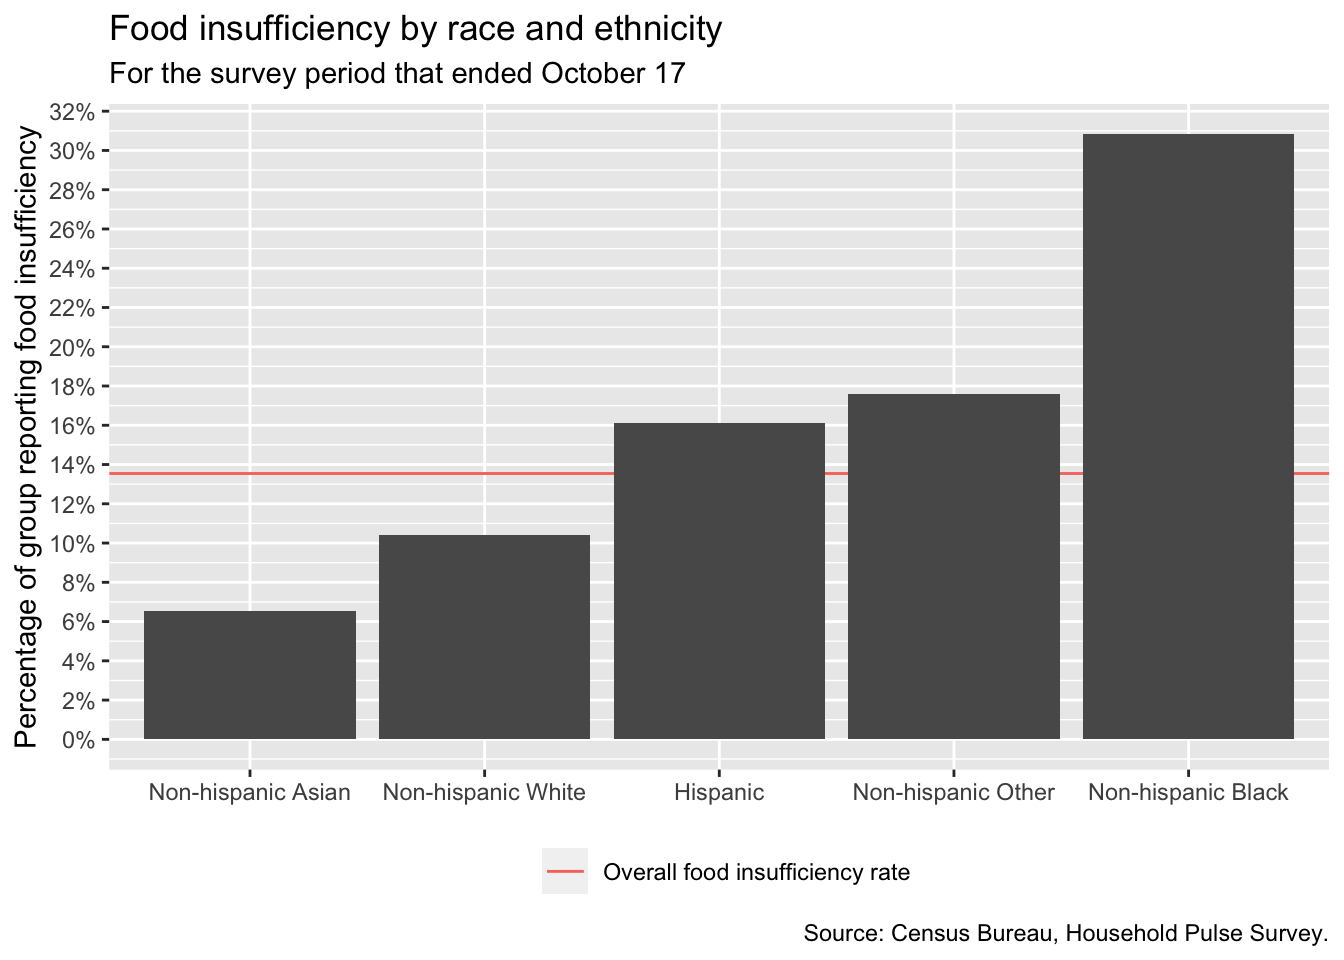 Food insufficiency by race and ethnicity
For the survey period that ended October 17
Percentage of group reporting food insufficiency
32%
30%
28%
26%
24%
22%
20%
18%
16%
14%
12%
10%
8%
6%
4%
2%
0%
Non-hispanic Asian
Non-hispanic White
Hispanic
Non-hispanic Other
Non-hispanic Black
Overall food insufficiency rate
Source: Census Bureau, Household Pulse Survey.